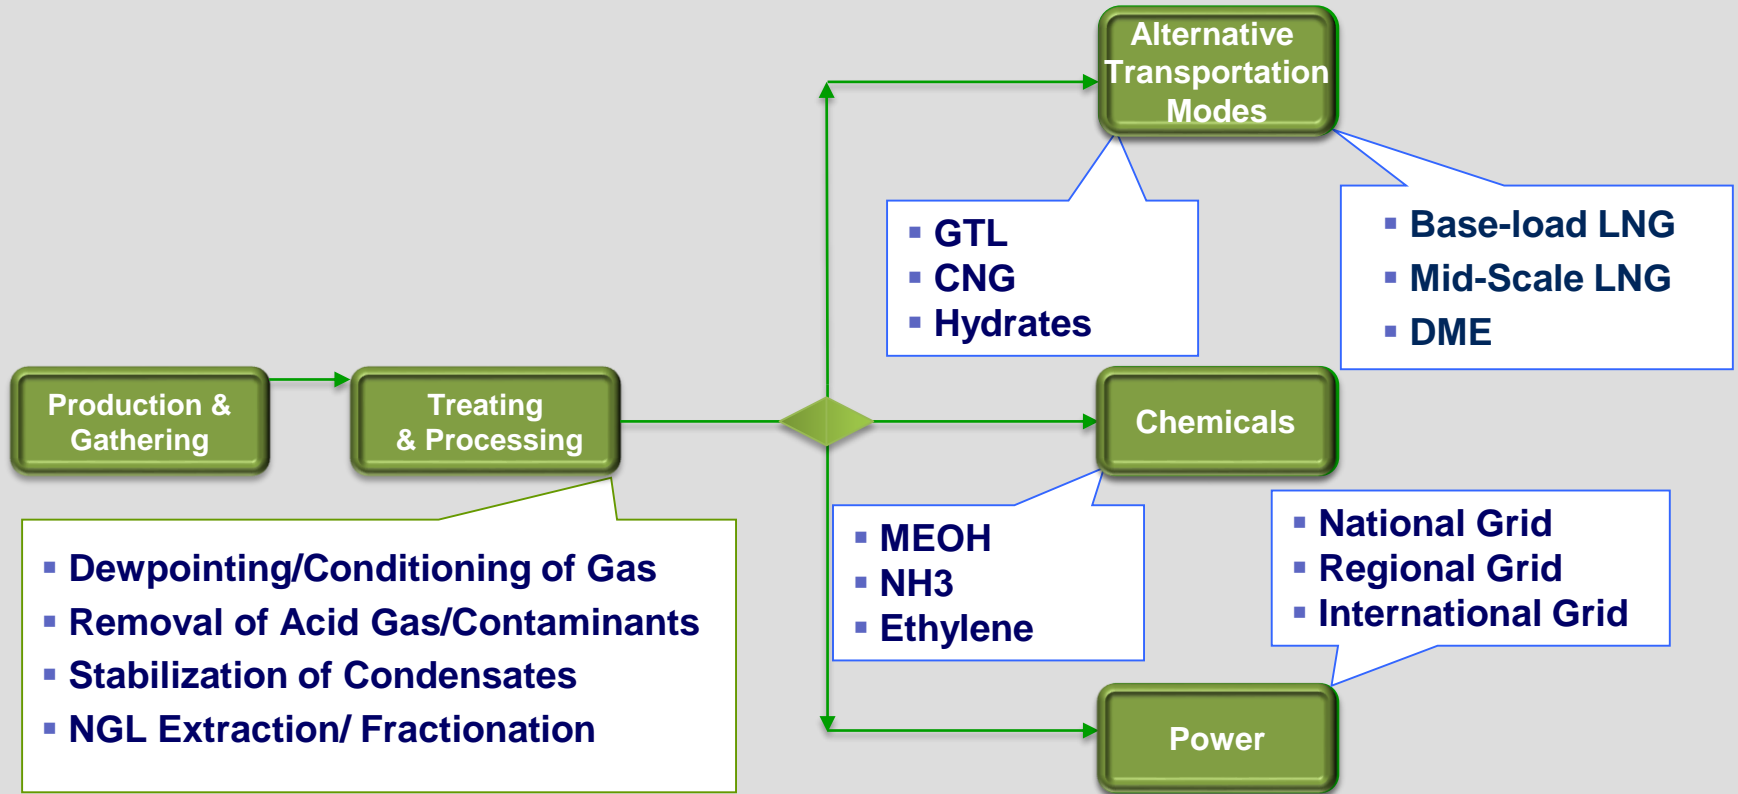 Alternative
Transportation
Modes
▪ GTL
▪ CNG
▪ Hydrates
▪ Base-load LNG
▪ Mid-Scale LNG
▪ DME
Production &
Gathering
Treating
& Processing
Chemicals
▪ Dewpointing/Conditioning of Gas
▪ Removal of Acid Gas/Contaminants
▪ Stabilization of Condensates
▪ NGL Extraction/ Fractionation
▪ MEOH
▪ NH3
▪ Ethylene
▪ National Grid
▪ Regional Grid
▪ International Grid
Power